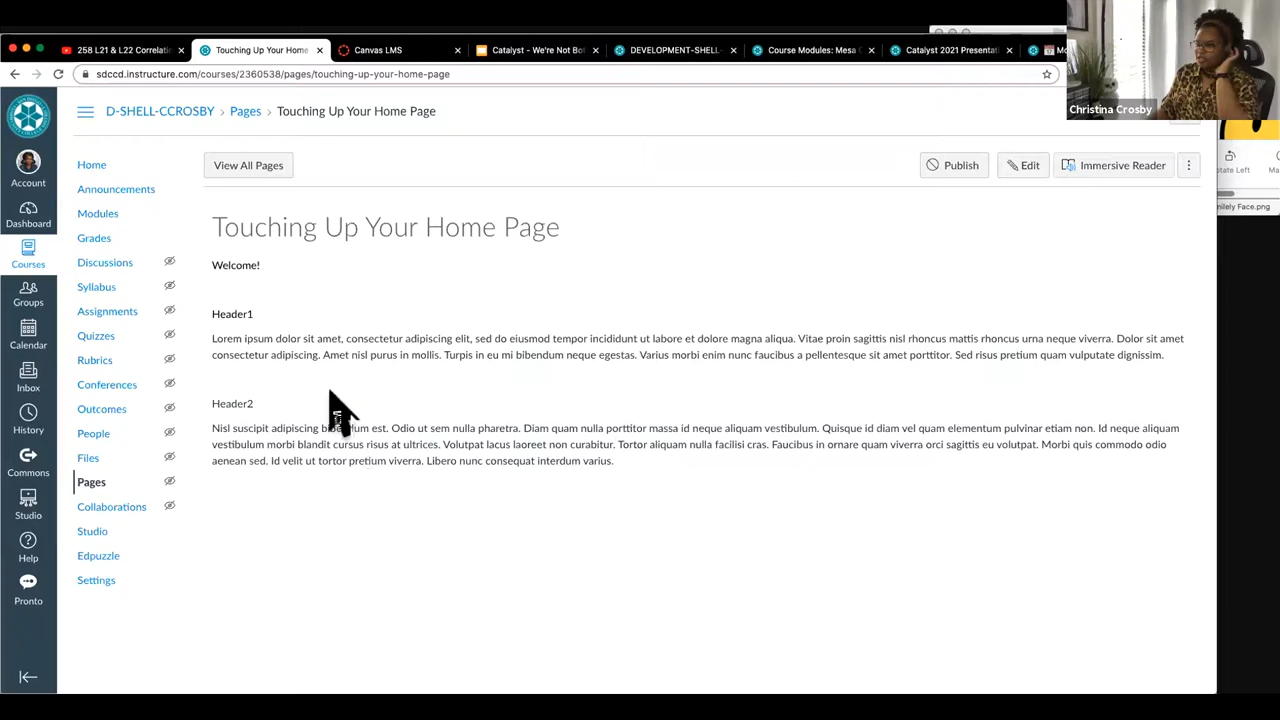 258 L21 & L22 Correlati
Touching Up Your Home
Canvas LMS
Catalyst - We're Not Bo
DEVELOPMENT-SHELL-
Course Modules: Mesa C
Catalyst 2021 Presentati
Mo
sdccd.instructure.com/courses/2360538/pages/touching-up-your-home-page
Christina Crosby
D-SHELL-CCROSBY > Pages > Touching Up Your Home Page
Account
Dashboard
Courses
Groups
Calendar
Inbox
History
Commons
Studio
Help
Pronto
Home
Announcements
Modules
Grades
Discussions
Syllabus
Assignments
Quizzes
Rubrics
Conferences
Outcomes
People
Files
Pages
Collaborations
Studio
Edpuzzle
Settings
View All Pages
Publish
Edit
Immersive Reader
Touching Up Your Home Page
Welcome!
Header1
Lorem ipsum dolor sit amet, consectetur adipiscing elit, sed do eiusmod tempor incididunt ut labore et dolore magna aliqua. Vitae proin sagittis nisl rhoncus mattis rhoncus urna neque viverra. Dolor sit amet
consectetur adipiscing. Amet nisl purus in mollis. Turpis in eu mi bibendum neque egestas. Varius morbi enim nunc faucibus a pellentesque sit amet porttitor. Sed risus pretium quam vulputate dignissim.
Header2
Nisl suscipit adipiscing bibendum est. Odio ut sem nulla pharetra. Diam quam nulla porttitor massa id neque aliquam vestibulum. Quisque id diam vel quam elementum pulvinar etiam non. Id neque aliquam
vestibulum morbi blandit cursus risus at ultrices. Volutpat lacus laoreet non curabitur. Tortor aliquam nulla facilisi cras. Faucibus in ornare quam viverra orci sagittis eu volutpat. Morbi quis commodo odio
aenean sed. Id velit ut tortor pretium viverra. Libero nunc consequat interdum varius.
tate Left
Ma
milely Face.png